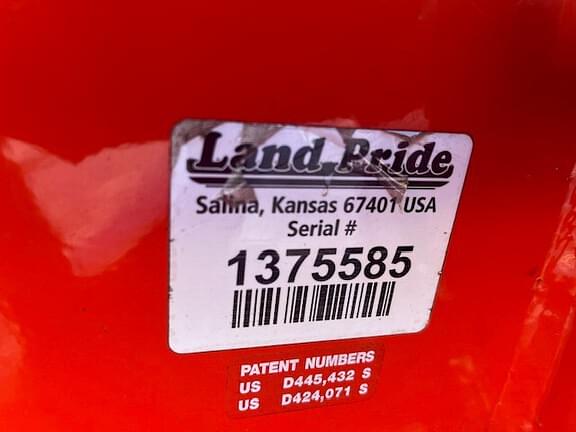 Land Pride
Salina, Kansas 67401 USA
Serial #
1375585
PATENT NUMBERS
US D445,432 S
US D424,071 S